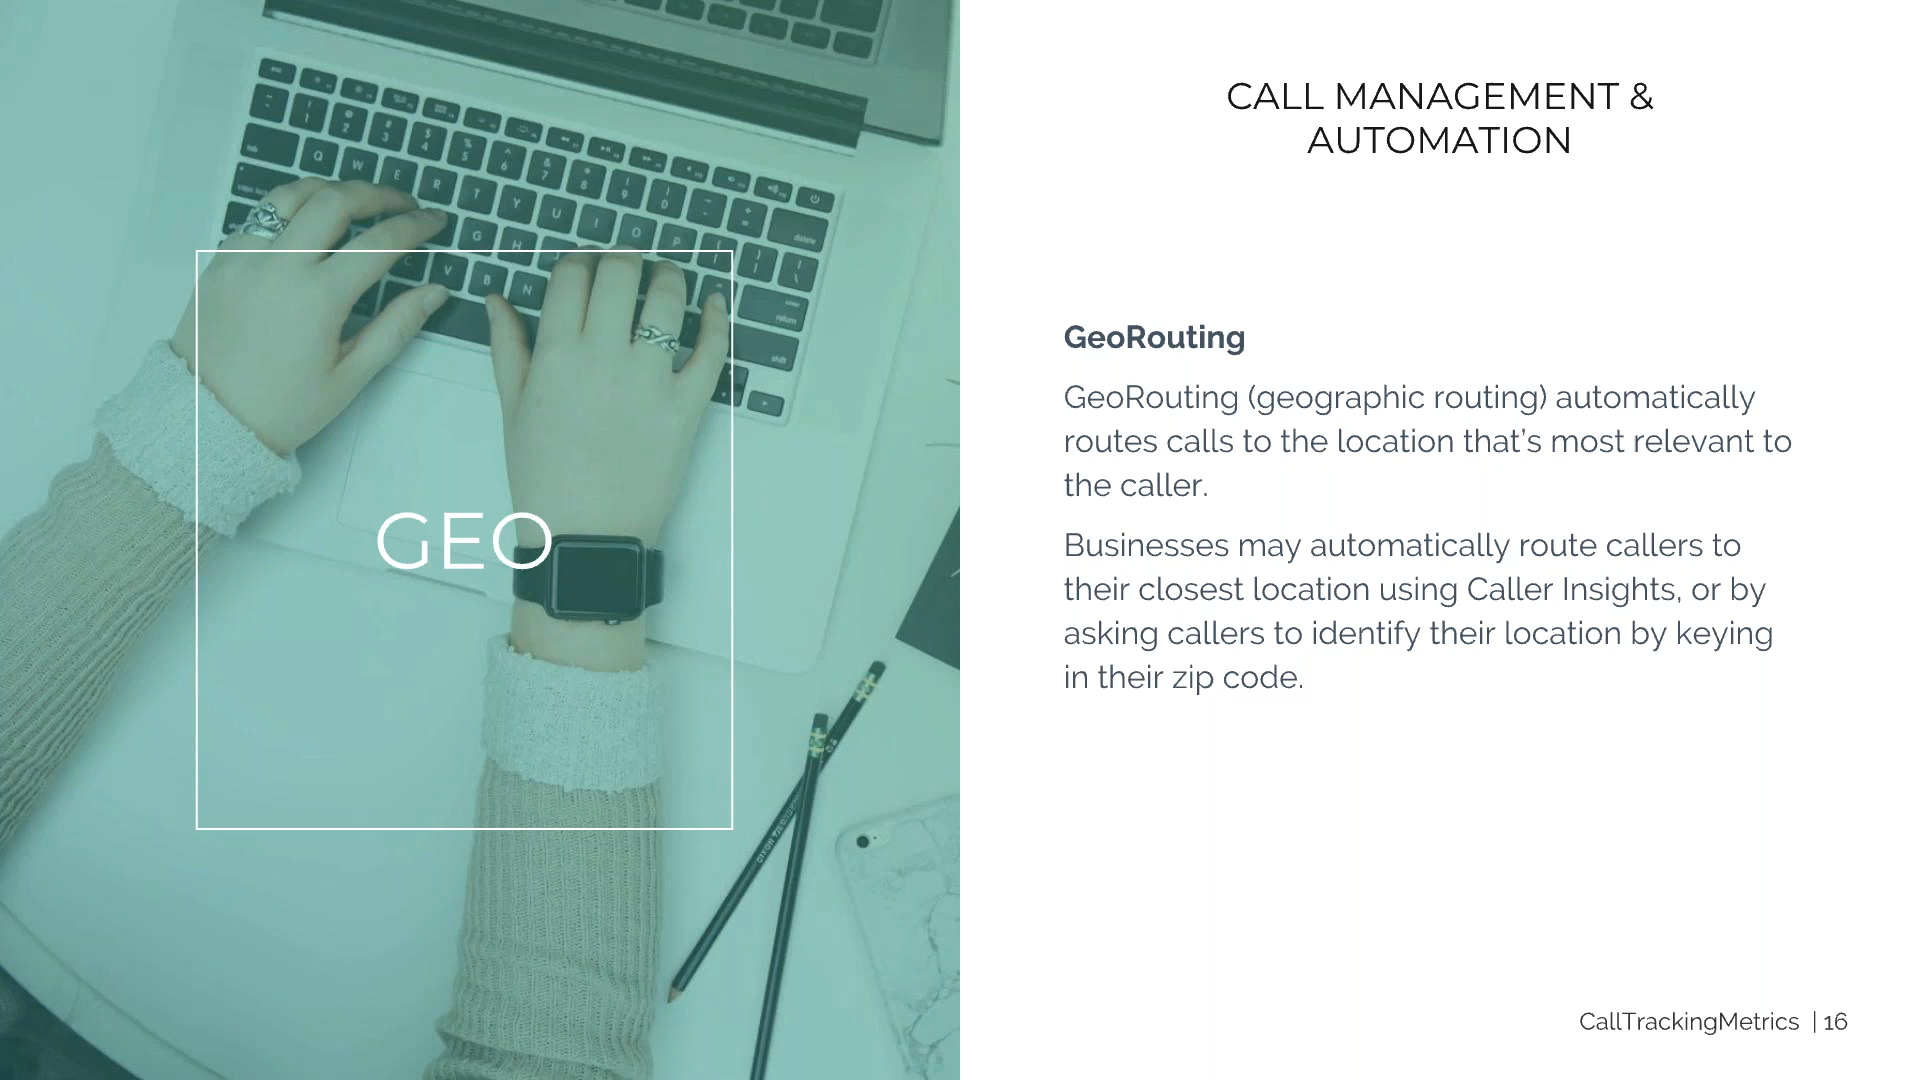 CALL MANAGEMENT &
AUTOMATION
GEO
GeoRouting
GeoRouting (geographic routing) automatically
routes calls to the location that’s most relevant to
the caller.
Businesses may automatically route callers to
their closest location using Caller Insights, or by
asking callers to identify their location by keying
in their zip code.
CallTrackingMetrics | 16